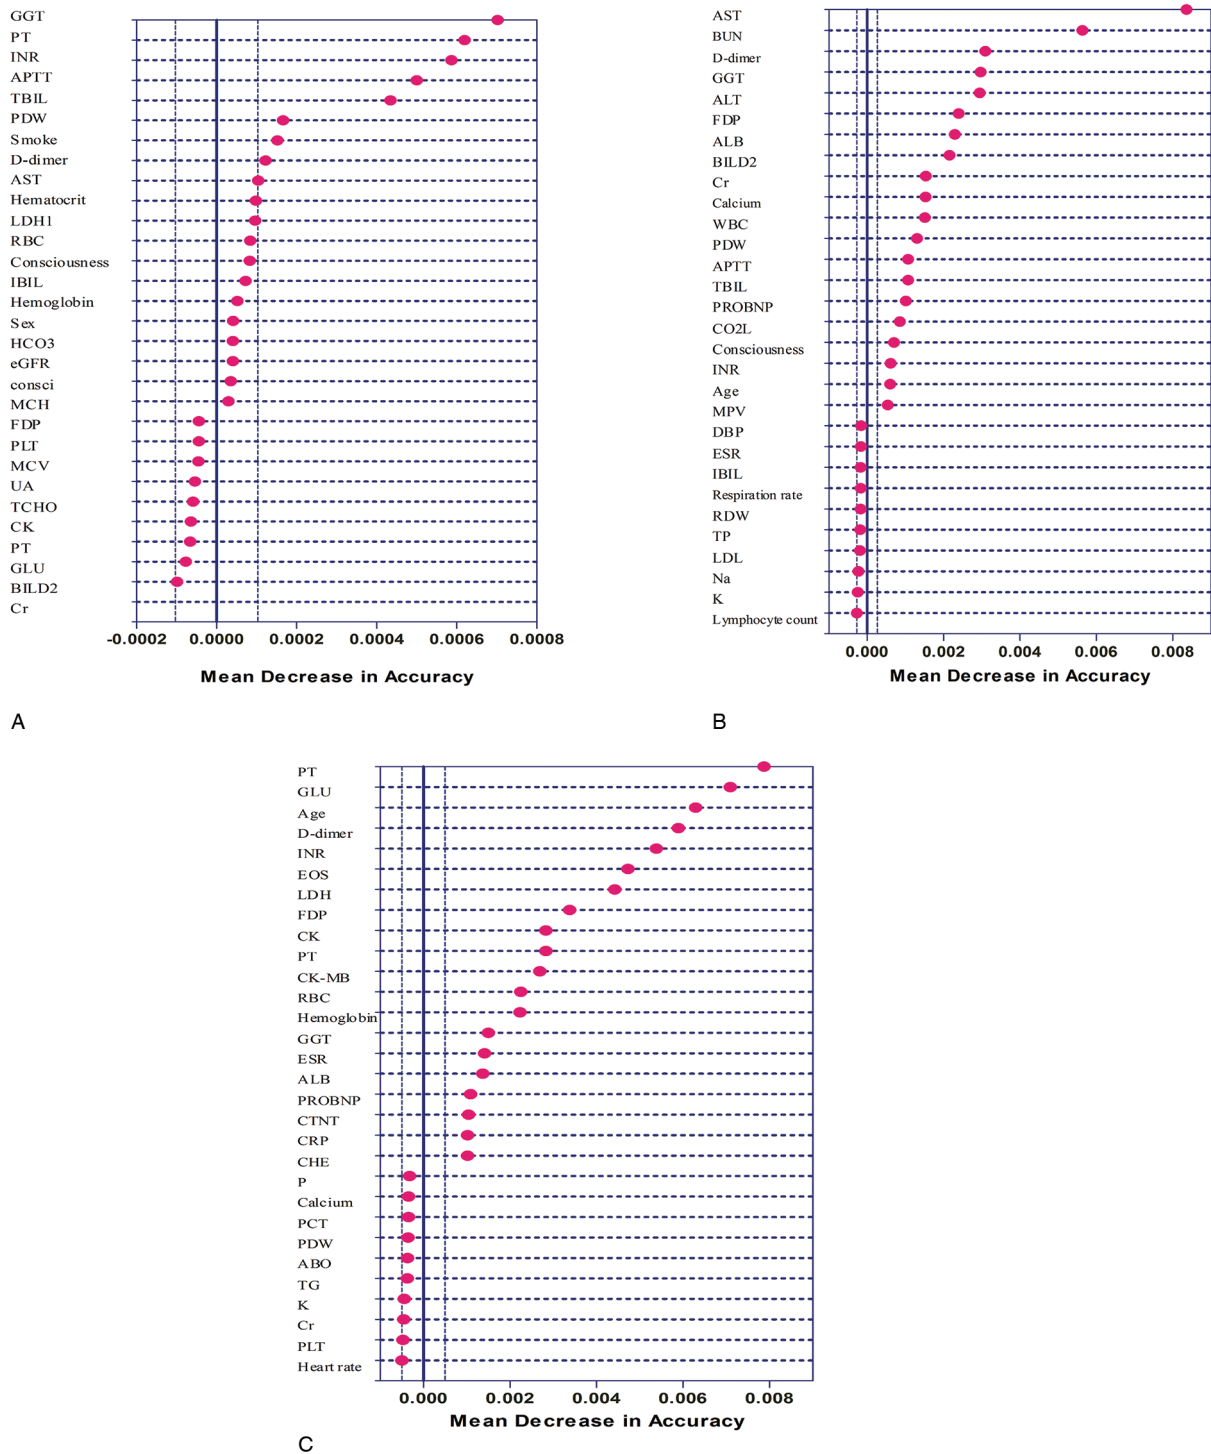 GGT
PT
INR
APTT
TBIL
PDW
Smoke
D-dimer
AST
Hematocrit
LDH1
RBC
Consciousness
IBIL
Hemoglobin
Sex
HCO3
eGFR
consci
MCH
FDP
PLT
MCV
UA
TCHO
CK
PT
GLU
BILD2
Cr
-0.0002 0.0000 0.0002 0.0004 0.0006 0.0008
Mean Decrease in Accuracy
A
AST
BUN
D-dimer
GGT
ALT
FDP
ALB
BILD2
Cr
Calcium
WBC
PDW
APTT
TBIL
PROBNP
CO2L
Consciousness
INR
Age
MPV
DBP
ESR
IBIL
Respiration rate
RDW
TP
LDL
Na
K
Lymphocyte count
0.000 0.002 0.004 0.006 0.008
Mean Decrease in Accuracy
B
PT
GLU
Age
D-dimer
INR
EOS
LDH
FDP
CK
PT
CK-MB
RBC
Hemoglobin
GGT
ESR
ALB
PROBNP
CTNT
CRP
CHE
P
Calcium
PCT
PDW
ABO
TG
K
Cr
PLT
Heart rate
0.000 0.002 0.004 0.006 0.008
Mean Decrease in Accuracy
C